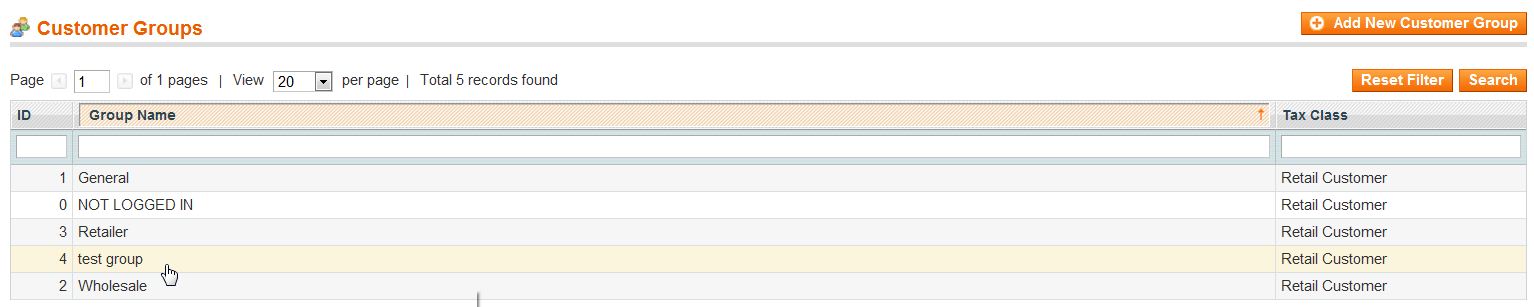 Customer Groups Add New Customer Group
Page 1 of 1 pages | View 20 per page | Total 5 records found Reset Filter Search
ID Group Name Tax Class
1 General Retail Customer
0 NOT LOGGED IN Retail Customer
3 Retailer Retail Customer
4 test group Retail Customer
2 Wholesale Retail Customer